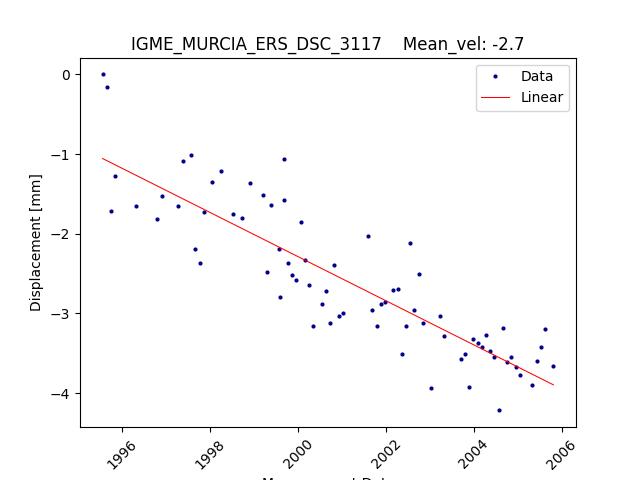 IGME_MURCIA_ERS_DSC_3117 Mean_vel: -2.7
Data
Linear
Displacement [mm]
0
−1
−2
−3
−4
1996
1998
2000
2002
2004
2006